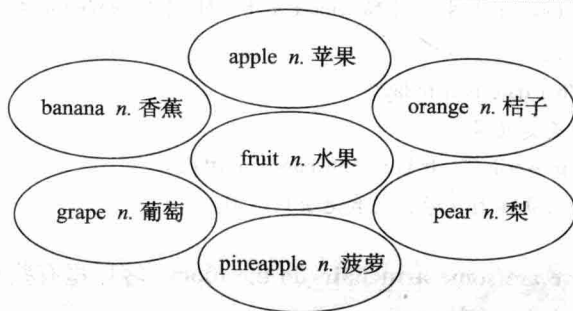 apple n. 苹果
banana n. 香蕉
orange n. 桔子
fruit n. 水果
grape n. 葡萄
pear n. 梨
pineapple n. 菠萝